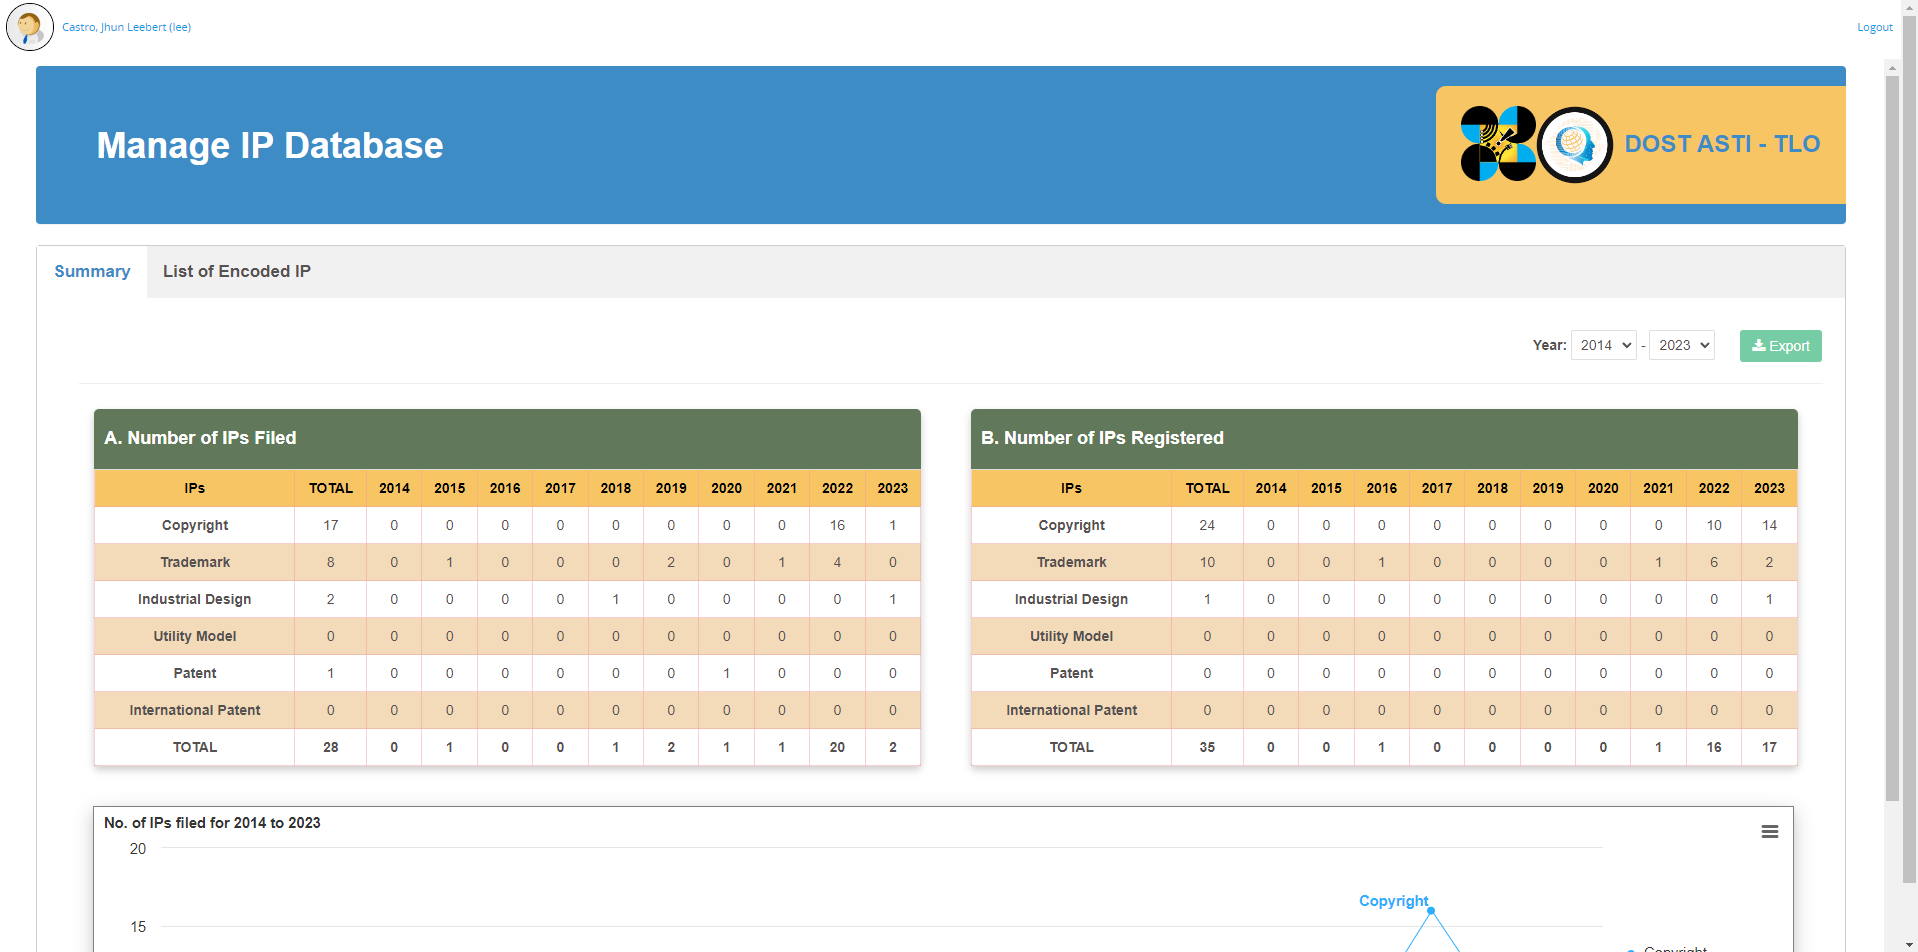 Castro, Jhun Leebert (lee)
Logout
Manage IP Database
DOST ASTI - TLO
Summary
List of Encoded IP
Year: 2014 - 2023
Export
A. Number of IPs Filed
IPs TOTAL 2014 2015 2016 2017 2018 2019 2020 2021 2022 2023
Copyright 17 0 0 0 0 0 0 0 0 16 1
Trademark 8 0 1 0 0 0 2 0 1 4 0
Industrial Design 2 0 0 0 0 1 0 0 0 0 1
Utility Model 0 0 0 0 0 0 0 0 0 0 0
Patent 1 0 0 0 0 0 0 1 0 0 0
International Patent 0 0 0 0 0 0 0 0 0 0 0
TOTAL 28 0 1 0 0 1 2 1 1 20 2
B. Number of IPs Registered
IPs TOTAL 2014 2015 2016 2017 2018 2019 2020 2021 2022 2023
Copyright 24 0 0 0 0 0 0 0 0 10 14
Trademark 10 0 0 1 0 0 0 0 1 6 2
Industrial Design 1 0 0 0 0 0 0 0 0 0 1
Utility Model 0 0 0 0 0 0 0 0 0 0 0
Patent 0 0 0 0 0 0 0 0 0 0 0
International Patent 0 0 0 0 0 0 0 0 0 0 0
TOTAL 35 0 0 1 0 0 0 0 1 16 17
No. of IPs filed for 2014 to 2023
20
Copyright
15
Copyright